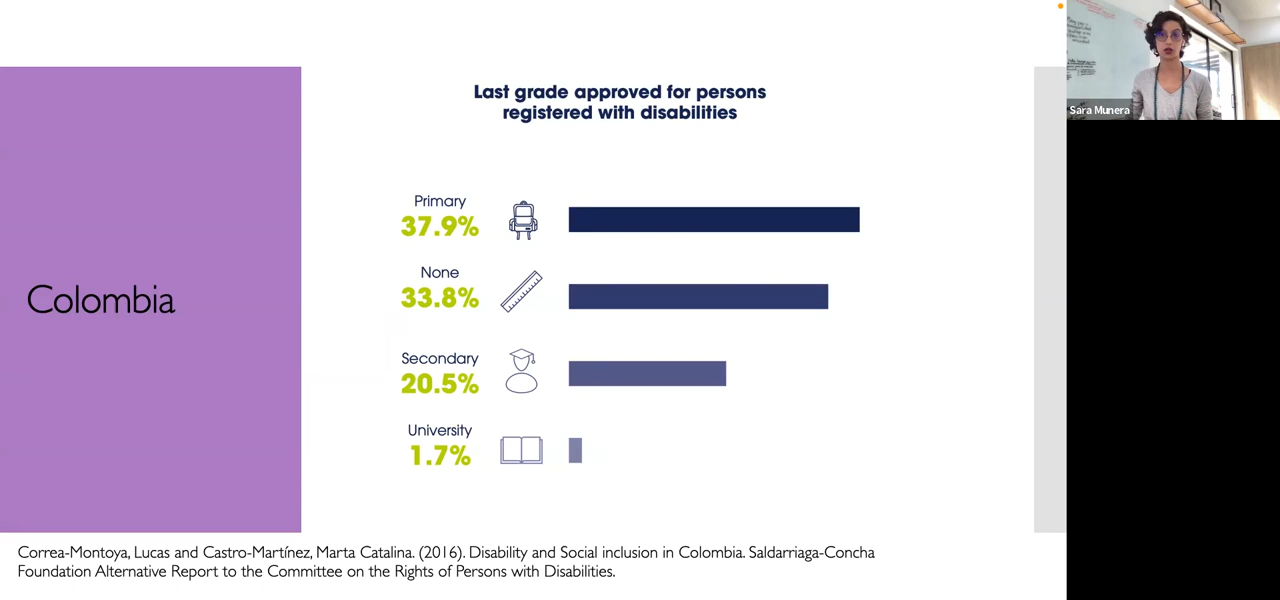 Last grade approved for persons
registered with disabilities
Primary
37.9%
None
33.8%
Secondary
20.5%
University
1.7%
Colombia
Correa-Montoya, Lucas and Castro-Martínez, Marta Catalina. (2016). Disability and Social inclusion in Colombia. Saldarriaga-Concha
Foundation Alternative Report to the Committee on the Rights of Persons with Disabilities.
Sara Munera